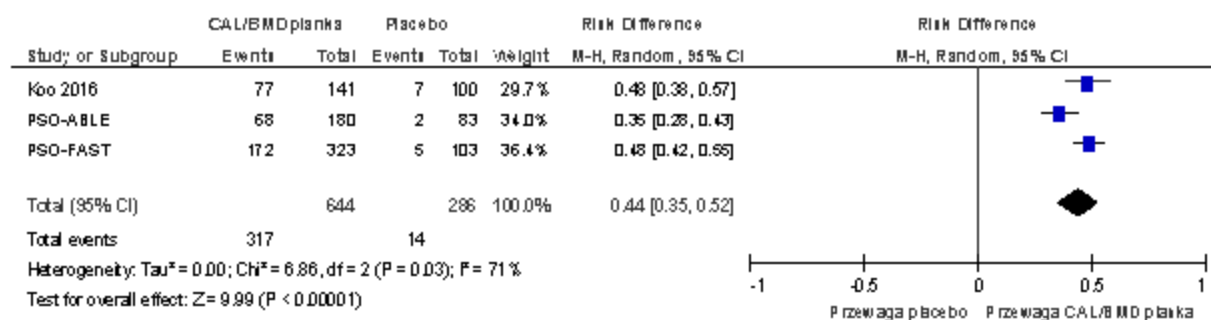 CAL/BMD pianka Placebo Risk Difference Risk Difference
Study or Subgroup Events Total Events Total Weight M-H, Random, 95% CI M-H, Random, 95% CI
Koo 2016 77 141 7 100 29.7% 0.48 [0.38, 0.57]
PSO-ABLE 68 180 2 83 34.0% 0.35 [0.28, 0.43]
PSO-FAST 172 323 5 103 36.4% 0.48 [0.42, 0.55]
Total (95% CI) 644 286 100.0% 0.44 [0.35, 0.52]
Total events 317 14
Heterogeneity: Tau² = 0.00; Chi² = 6.86, df = 2 (P = 0.03); I² = 71%
Test for overall effect: Z = 9.99 (P < 0.00001)
-1 -0.5 0 0.5 1
Przewaga placebo Przewaga CAL/BMD pianka